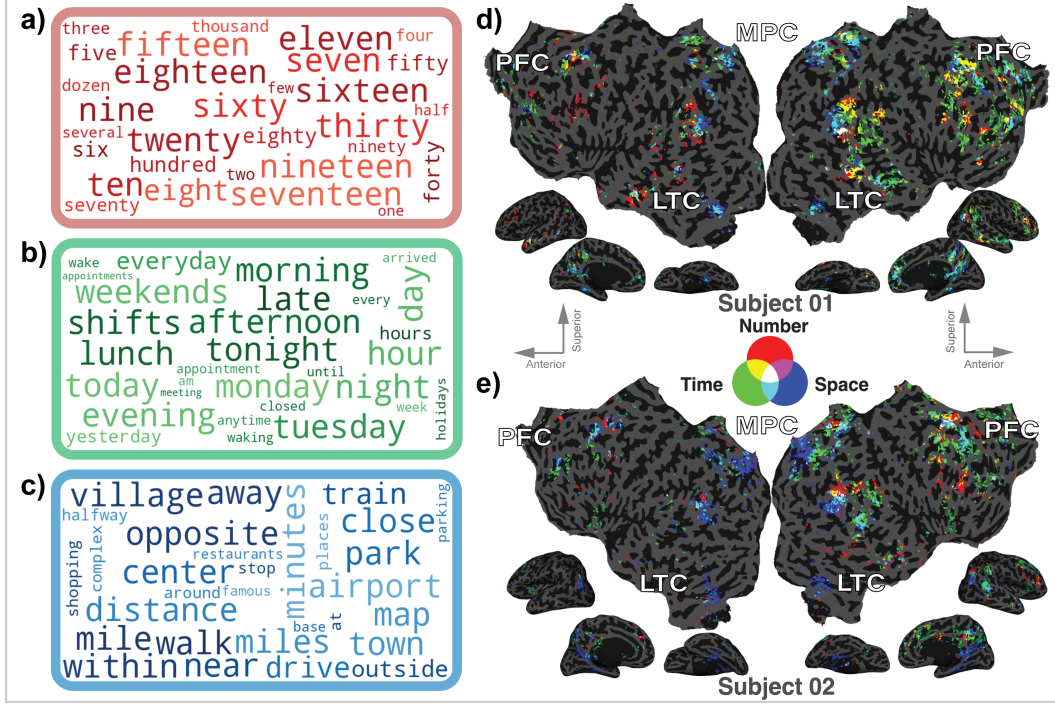 a)
three
thousand
five
fifteen
eleven
four
eighteen
seven
fifty
dozen
few
sixteen
nine
sixty
half
several
twenty
eighty
thirty
six
ninety
hundred
two
nineteen
forty
ten
eight
seventeen
seventy
one
b)
wake
everyday
morning
arrived
appointments
weekends
late
every
day
shifts
afternoon
hours
lunch
tonight
hour
appointment
until
today
am
meeting
monday
night
holidays
evening
closed
week
anytime
tuesday
yesterday
waking
c)
village
away
minutes
train
parking
halfway
opposite
places
close
complex
restaurants
shopping
center
stop
park
around
famous
airport
distance
base
at
map
mile
walk
miles
town
within
near
drive
outside
d)
MPC
PFC
PFC
LTC
LTC
Subject 01
Superior
Anterior
Superior
Anterior
Number
Time
Space
e)
MPC
PFC
PFC
LTC
LTC
Subject 02